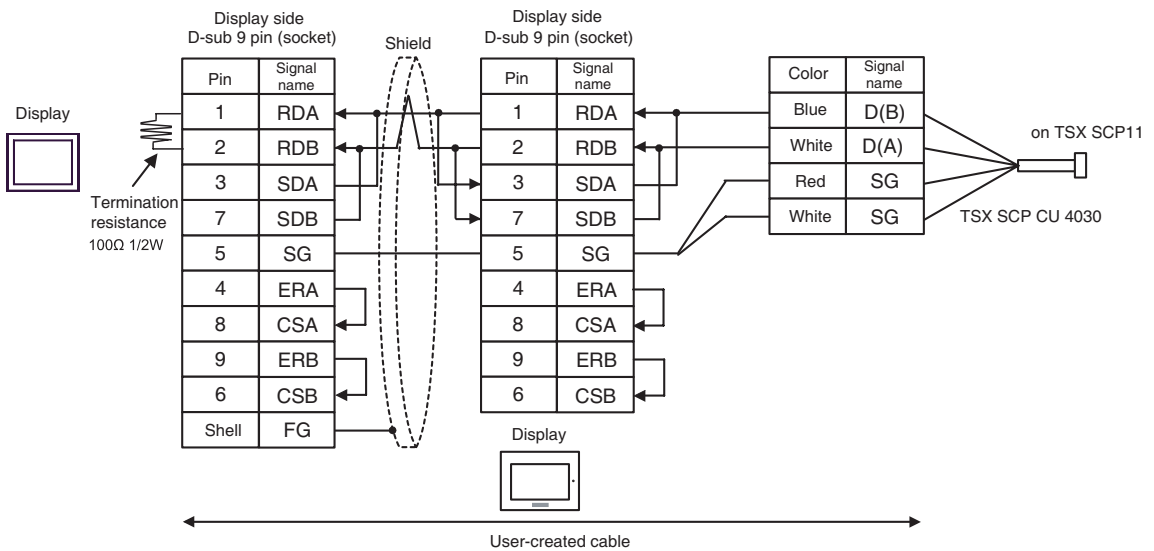 Display side
D-sub 9 pin (socket)
Display side
D-sub 9 pin (socket)
Shield
Display
Pin Signal name
1 RDA
2 RDB
3 SDA
7 SDB
5 SG
4 ERA
8 CSA
9 ERB
6 CSB
Shell FG
Termination
resistance
100Ω 1/2W
Pin Signal name
1 RDA
2 RDB
3 SDA
7 SDB
5 SG
4 ERA
8 CSA
9 ERB
6 CSB
Display
Color Signal name
Blue D(B)
White D(A)
Red SG
White SG
on TSX SCP11
TSX SCP CU 4030
User-created cable